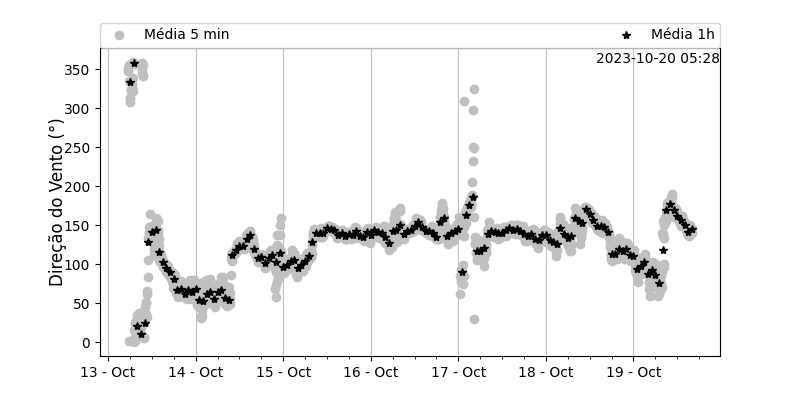 Média 5 min
Média 1h
2023-10-20 05:28
Direção do Vento (°)
350
300
250
200
150
100
50
0
13 - Oct
14 - Oct
15 - Oct
16 - Oct
17 - Oct
18 - Oct
19 - Oct